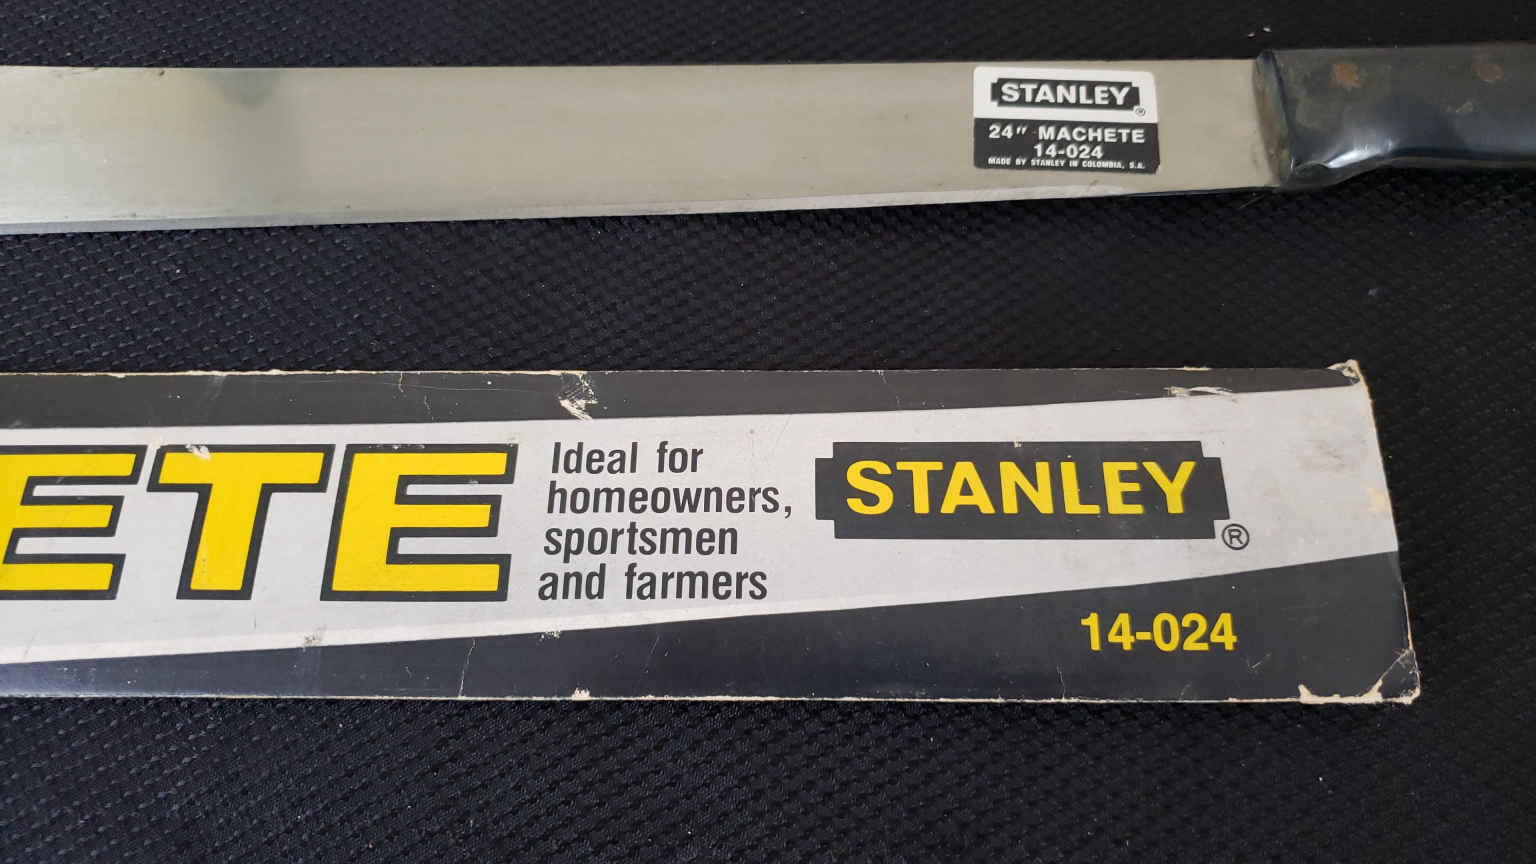 STANLEY®
24" MACHETE
14-024
MADE BY STANLEY IN COLOMBIA, S.A.
ETE
Ideal for
homeowners,
sportsmen
and farmers
STANLEY®
14-024